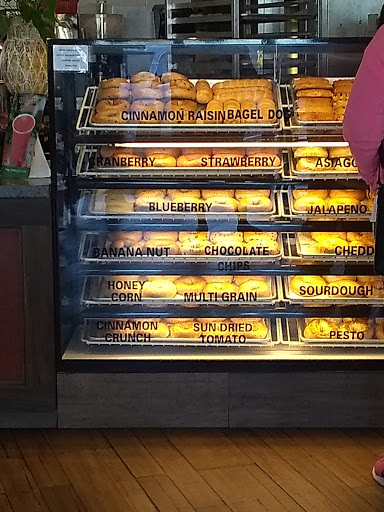 CINNAMON RAISIN BAGEL DOG
CRANBERRY STRAWBERRY ASIAGO
BLUEBERRY JALAPENO
BANANA NUT CHOCOLATE CHIPS CHEDD
HONEY CORN MULTI GRAIN SOURDOUGH
CINNAMON CRUNCH SUN DRIED TOMATO PESTO